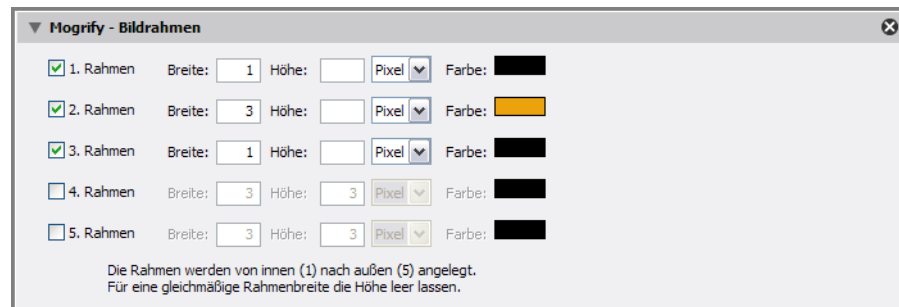 Mogrify - Bildrahmen
1. Rahmen Breite: 1 Höhe: Pixel Farbe:
2. Rahmen Breite: 3 Höhe: Pixel Farbe:
3. Rahmen Breite: 1 Höhe: Pixel Farbe:
4. Rahmen Breite: 3 Höhe: 3 Pixel Farbe:
5. Rahmen Breite: 3 Höhe: 3 Pixel Farbe:
Die Rahmen werden von innen (1) nach außen (5) angelegt.
Für eine gleichmäßige Rahmenbreite die Höhe leer lassen.